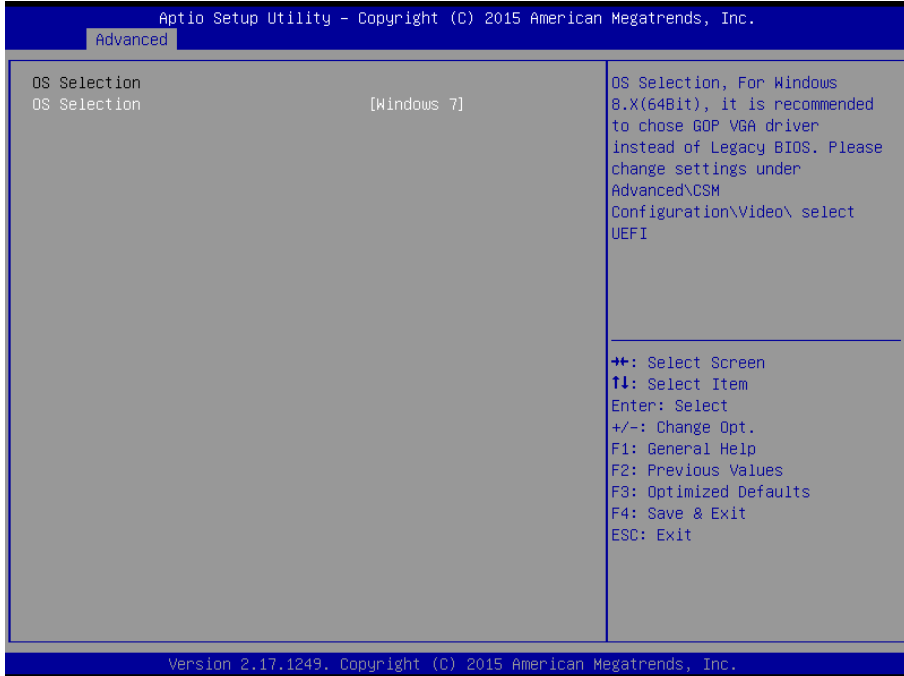 Aptio Setup Utility – Copyright (C) 2015 American Megatrends, Inc.
Advanced
OS Selection
OS Selection [Windows 7]
OS Selection, For Windows
8.X(64Bit), it is recommended
to chose GOP VGA driver
instead of Legacy BIOS. Please
change settings under
Advanced\CSM
Configuration\Video\ select
UEFI
→←: Select Screen
↑↓: Select Item
Enter: Select
+/-: Change Opt.
F1: General Help
F2: Previous Values
F3: Optimized Defaults
F4: Save & Exit
ESC: Exit
Version 2.17.1249. Copyright (C) 2015 American Megatrends, Inc.